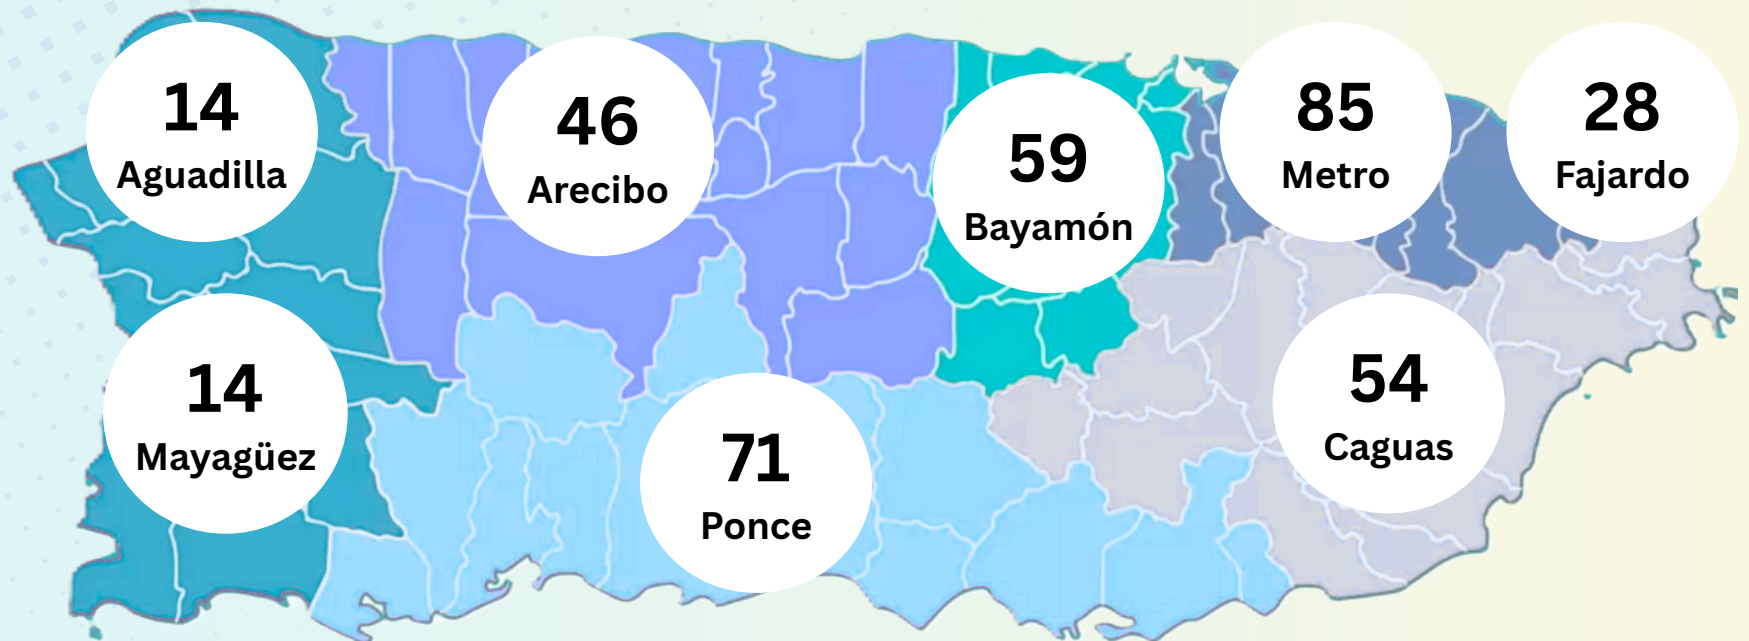 14
Aguadilla
46
Arecibo
59
Bayamón
85
Metro
28
Fajardo
14
Mayagüez
71
Ponce
54
Caguas